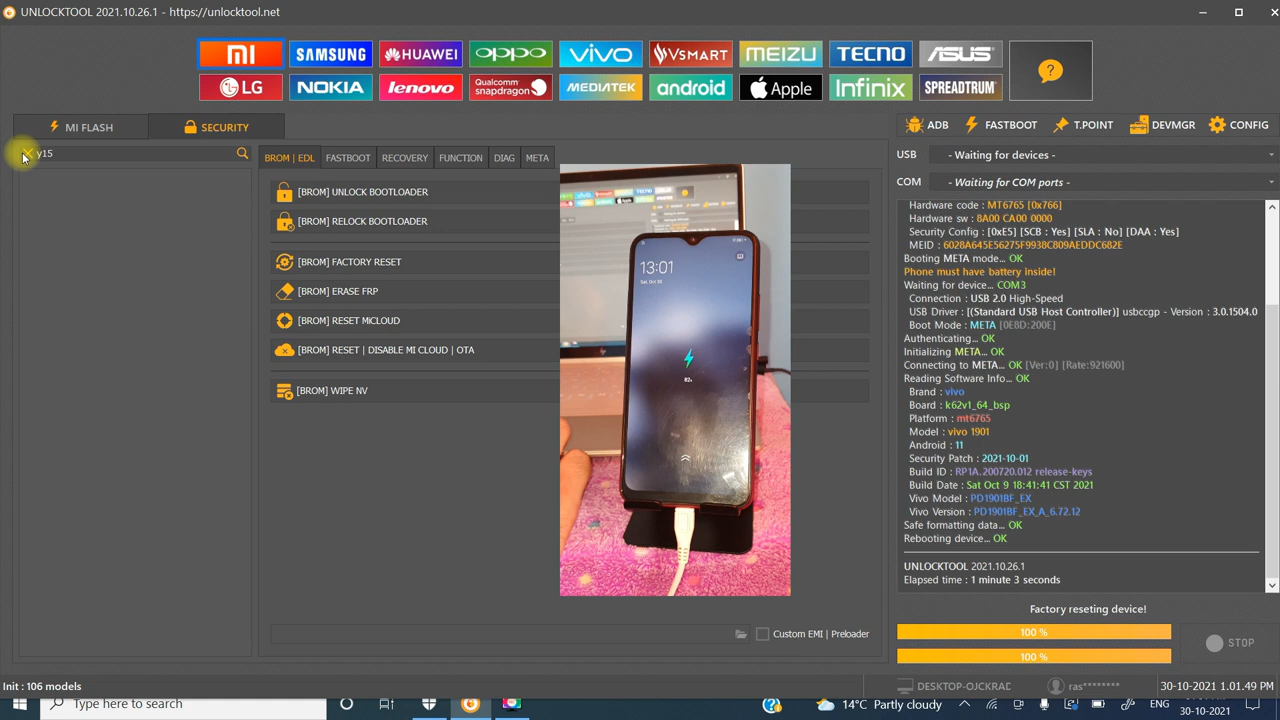 UNLOCKTOOL 2021.10.26.1 - https://unlocktool.net
MI SAMSUNG HUAWEI OPPO VIVO VSMART MEIZU TECNO ASUS
LG NOKIA lenovo Qualcomm snapdragon MEDIATEK android Apple Infinix SPREADTRUM
MI FLASH SECURITY
ADB FASTBOOT T.POINT DEVMGR CONFIG
y15
BROM | EDL FASTBOOT RECOVERY FUNCTION DIAG META
[BROM] UNLOCK BOOTLOADER
[BROM] RELOCK BOOTLOADER
[BROM] FACTORY RESET
[BROM] ERASE FRP
[BROM] RESET MICLOUD
[BROM] RESET | DISABLE MI CLOUD | OTA
[BROM] WIPE NV
13:01
Sat, Oct 30
82%
Custom EMI | Preloader
USB - Waiting for devices -
COM - Waiting for COM ports -
Hardware code : MT6765 [0x766]
Hardware sw : 8A00 CA00 0000
Security Config : [0xE5] [SCB : Yes] [SLA : No] [DAA : Yes]
MEID : 6028A645E56275F9938C809AEDDC682E
Booting META mode... OK
Phone must have battery inside!
Waiting for device... COM3
Connection : USB 2.0 High-Speed
USB Driver : [(Standard USB Host Controller)] usbccgp - Version : 3.0.1504.0
Boot Mode : META [0E8D:200E]
Authenticating... OK
Initializing META... OK
Connecting to META... OK [Ver:0] [Rate:921600]
Reading Software Info... OK
Brand : vivo
Board : k62v1_64_bsp
Platform : mt6765
Model : vivo 1901
Android : 11
Security Patch : 2021-10-01
Build ID : RP1A.200720.012 release-keys
Build Date : Sat Oct 9 18:41:41 CST 2021
Vivo Model : PD1901BF_EX
Vivo Version : PD1901BF_EX_A_6.72.12
Safe formatting data... OK
Rebooting device... OK
UNLOCKTOOL 2021.10.26.1
Elapsed time : 1 minute 3 seconds
Factory reseting device!
100 %
100 %
STOP
Init : 106 models
DESKTOP-OJCKRAD ras******** 30-10-2021 1.01.49 PM
Type here to search
14°C Partly cloudy
30-10-2021